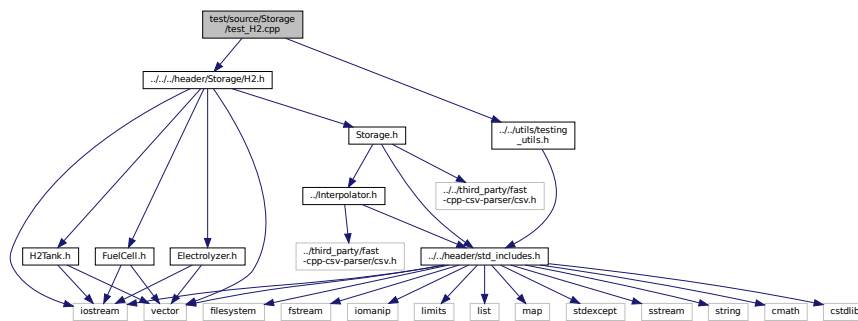 test/source/Storage
/test_H2.cpp
../../../header/Storage/H2.h
../../utils/testing
_utils.h
Storage.h
../Interpolator.h
../../third_party/fast
-cpp-csv-parser/csv.h
H2Tank.h
FuelCell.h
Electrolyzer.h
../third_party/fast
-cpp-csv-parser/csv.h
../../header/std_includes.h
iostream
vector
filesystem
fstream
iomanip
limits
list
map
stdexcept
sstream
string
cmath
cstdlib